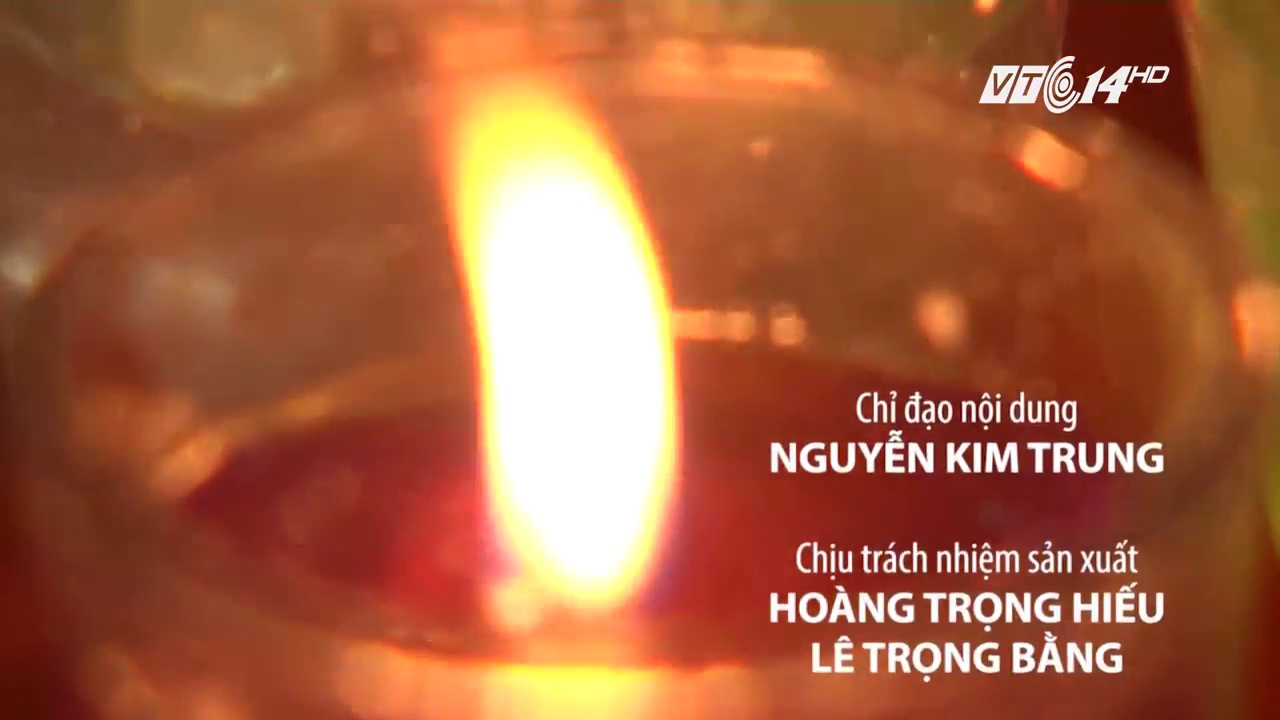 VTC14HD
Chỉ đạo nội dung
NGUYỄN KIM TRUNG
Chịu trách nhiệm sản xuất
HOÀNG TRỌNG HIẾU
LÊ TRỌNG BẰNG